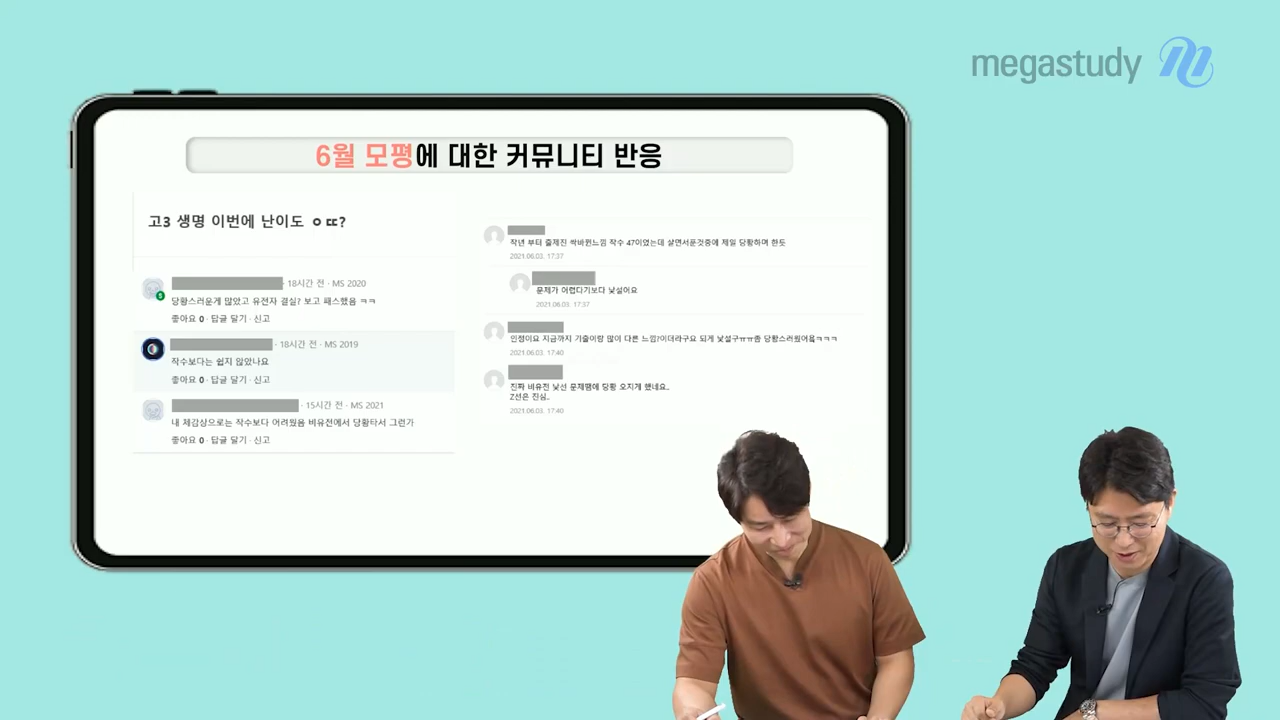 megastudy
6월 모평에 대한 커뮤니티 반응
고3 생명 이번에 난이도 ㅇㄸ?
· 18시간 전 · MS 2020
당황스러운게 많았고 유전자 결실? 보고 패스했음 ㅋㅋ
좋아요 0 · 답글 달기 · 신고
· 18시간 전 · MS 2019
작수보다는 쉽지 않았나요
좋아요 0 · 답글 달기 · 신고
· 15시간 전 · MS 2021
내 체감상으로는 작수보다 어려웠음 비유전에서 당황타서 그런가
좋아요 0 · 답글 달기 · 신고
작년 부터 출제진 싹바뀐느낌 작수 47이었는데 살면서푼것중에 제일 당황하며 한듯
2021.06.03. 17:37
문제가 어렵다기보다 낯설어요
2021.06.03. 17:37
인정이요 지금까지 기출이랑 많이 다른 느낌?이더라구요 되게 낯설구ㅠㅠ좀 당황스러웠어욬ㅋㅋㅋ
2021.06.03. 17:40
진짜 비유전 낯선 문제땜에 당황 오지게 했네요..
Z선은 진심..
2021.06.03. 17:40